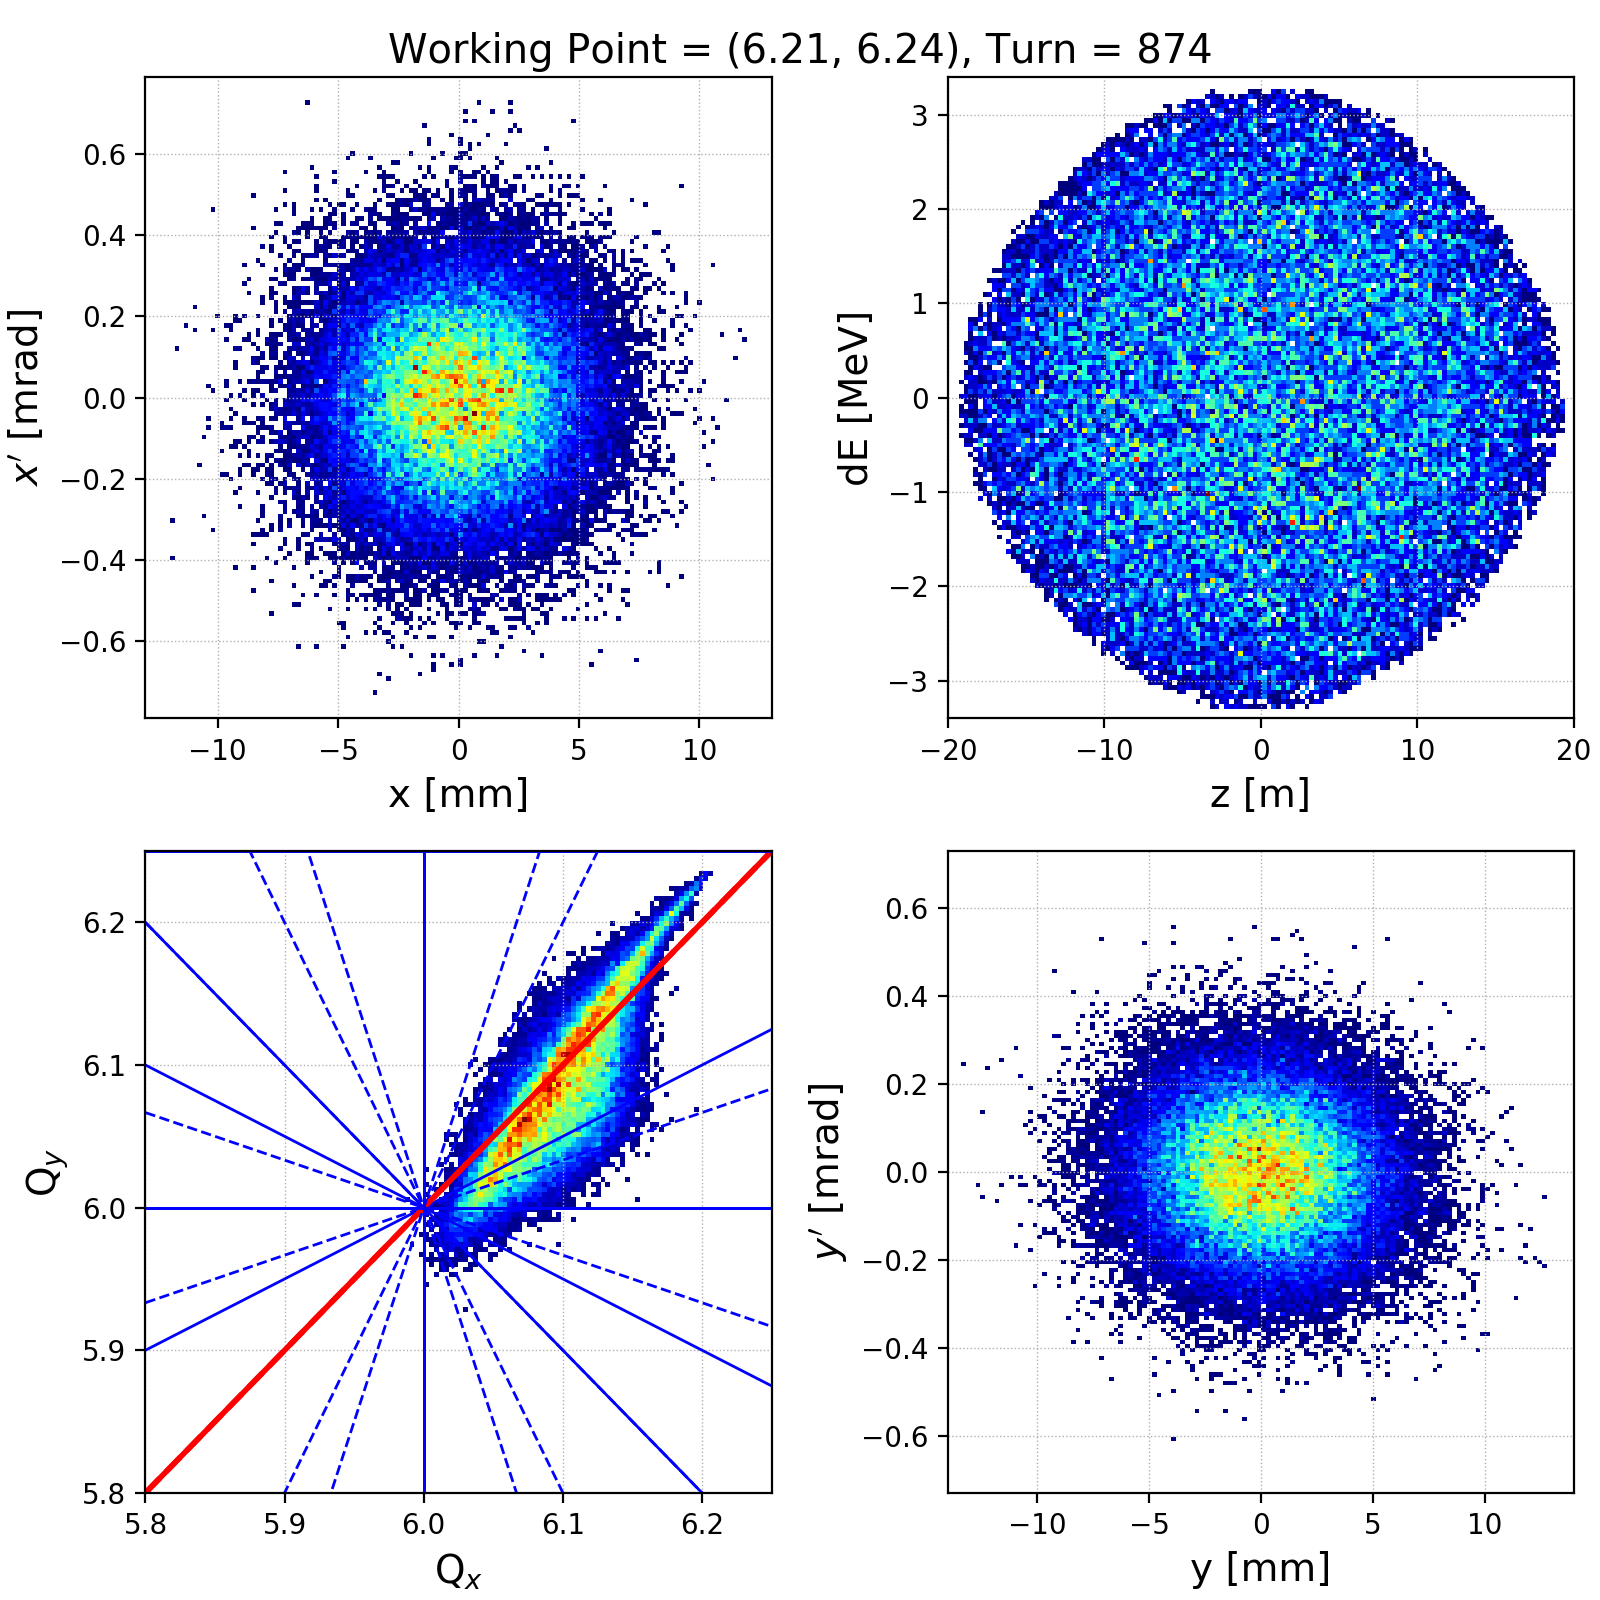 Working Point = (6.21, 6.24), Turn = 874
0.6
0.4
0.2
0.0
−0.2
−0.4
−0.6
x′ [mrad]
−10 −5 0 5 10
x [mm]
3
2
1
0
−1
−2
−3
dE [MeV]
−20 −10 0 10 20
z [m]
6.2
6.1
6.0
5.9
5.8
Qy
5.8 5.9 6.0 6.1 6.2
Qx
0.6
0.4
0.2
0.0
−0.2
−0.4
−0.6
y′ [mrad]
−10 −5 0 5 10
y [mm]